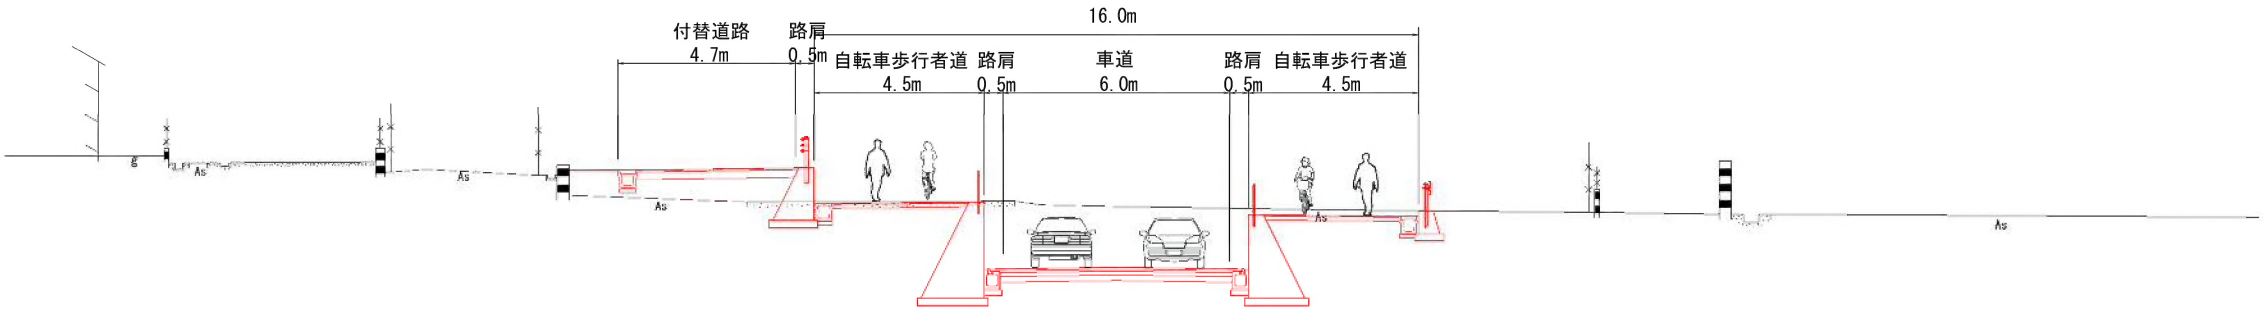 16.0m
付替道路 路肩
4.7m 0.5m
自転車歩行者道 路肩 車道 路肩 自転車歩行者道
4.5m 0.5m 6.0m 0.5m 4.5m
As
As
As
As
As